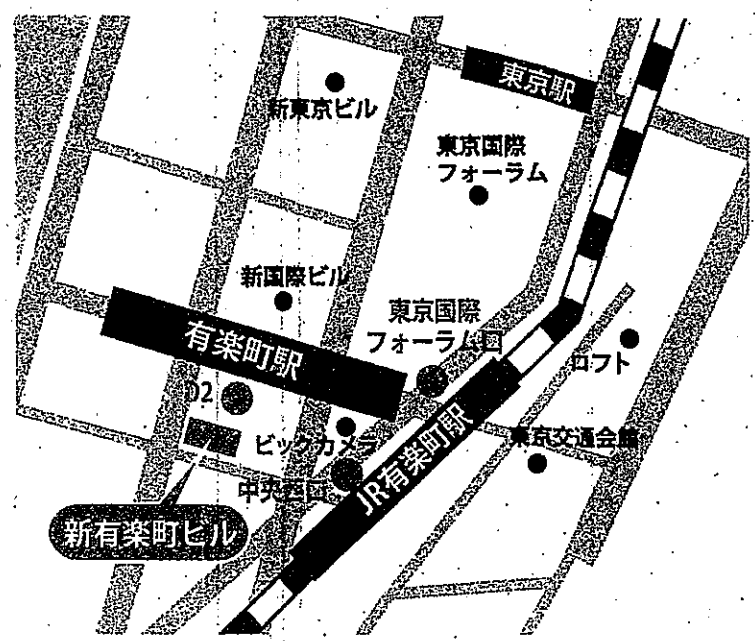 東京駅
新東京ビル
東京国際
フォーラム
新国際ビル
東京国際
フォーラム口
有楽町駅
ロフト
D2
ビックカメラ
東京交通会館
JR有楽町駅
中央西口
新有楽町ビル